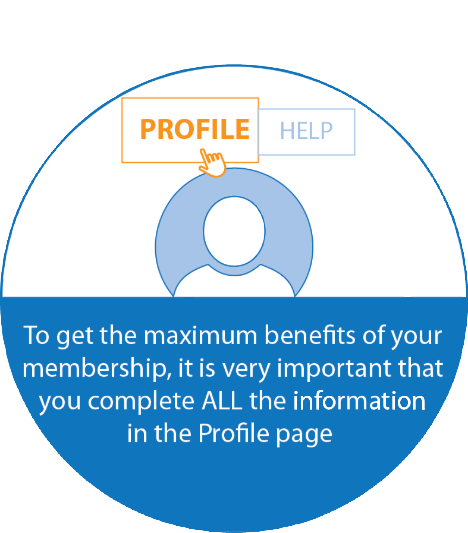 PROFILE HELP
To get the maximum benefits of your
membership, it is very important that
you complete ALL the information
in the Profile page